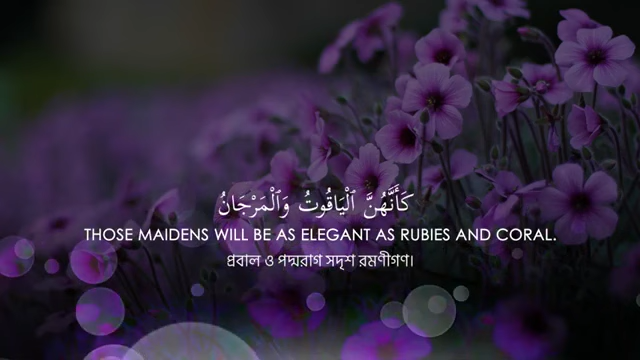 كَأَنَّهُنَّ ٱلْيَاقُوتُ وَٱلْمَرْجَانُ
THOSE MAIDENS WILL BE AS ELEGANT AS RUBIES AND CORAL.
প্রবাল ও পদ্মরাগ সদৃশ রমণীগণ।